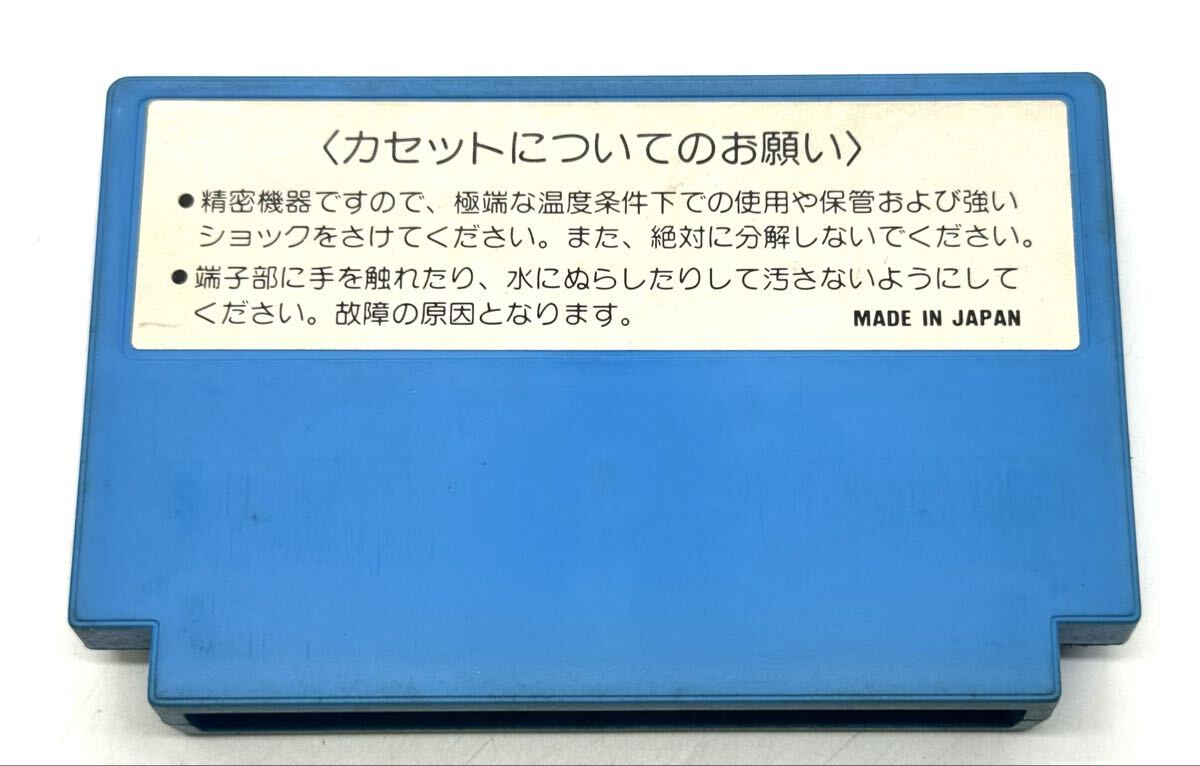 〈カセットについてのお願い〉
●精密機器ですので、極端な温度条件下での使用や保管および強い
ショックをさけてください。また、絶対に分解しないでください。
●端子部に手を触れたり、水にぬらしたりして汚さないようにして
ください。故障の原因となります。
MADE IN JAPAN